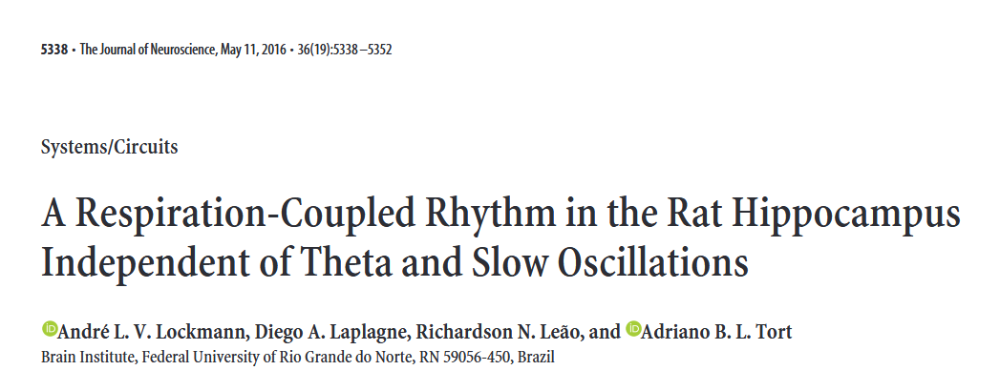 5338 • The Journal of Neuroscience, May 11, 2016 • 36(19):5338–5352
Systems/Circuits
A Respiration-Coupled Rhythm in the Rat Hippocampus
Independent of Theta and Slow Oscillations
iD André L. V. Lockmann, Diego A. Laplagne, Richardson N. Leão, and iD Adriano B. L. Tort
Brain Institute, Federal University of Rio Grande do Norte, RN 59056-450, Brazil